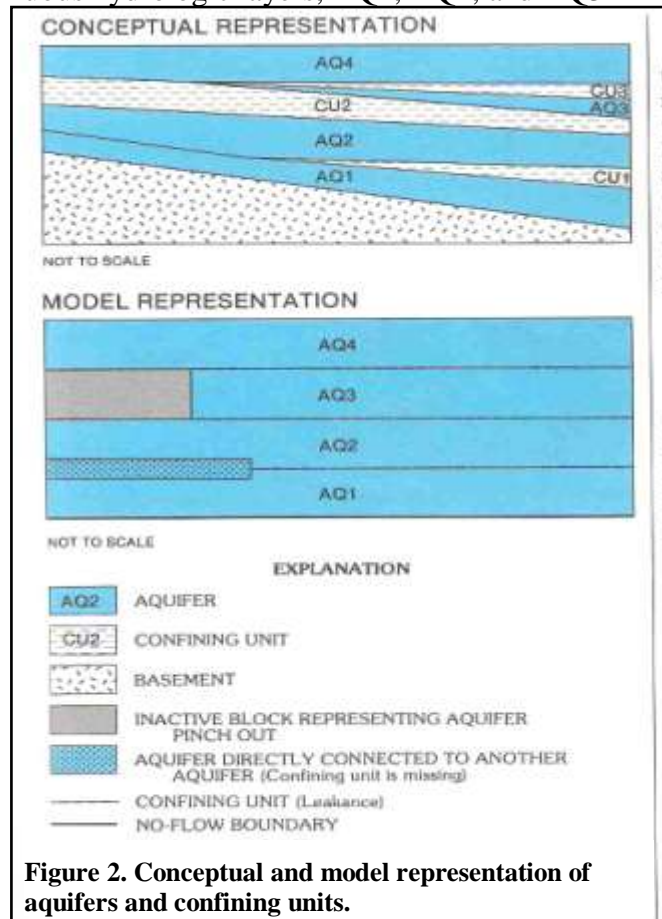 CONCEPTUAL REPRESENTATION
AQ4
CU3
CU2
AQ3
AQ2
AQ1
CU1
NOT TO SCALE
MODEL REPRESENTATION
AQ4
AQ3
AQ2
AQ1
NOT TO SCALE
EXPLANATION
AQ2 AQUIFER
CU2 CONFINING UNIT
BASEMENT
INACTIVE BLOCK REPRESENTING AQUIFER
PINCH OUT
AQUIFER DIRECTLY CONNECTED TO ANOTHER
AQUIFER (Confining unit is missing)
CONFINING UNIT (Leakance)
NO-FLOW BOUNDARY
Figure 2. Conceptual and model representation of
aquifers and confining units.